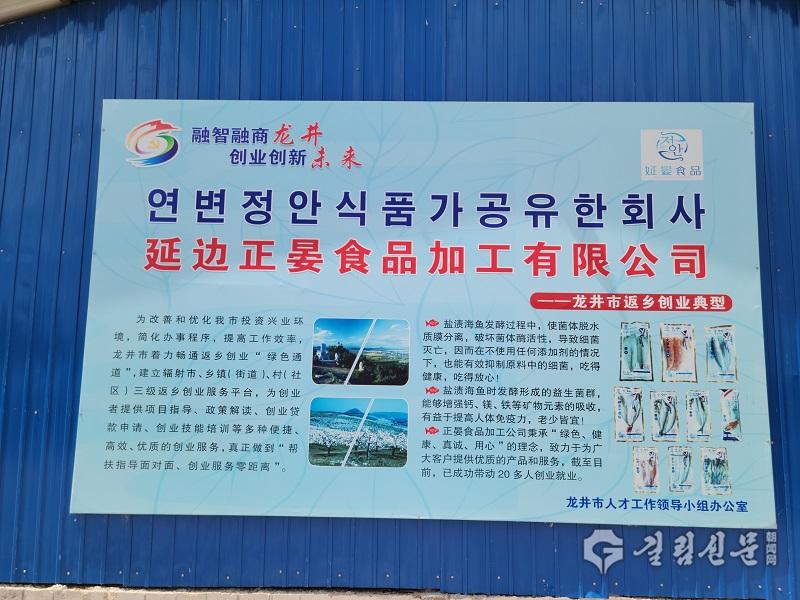 融智融商龙井
创业创新未来
정안
延晏食品
연변정안식품가공유한회사
延边正晏食品加工有限公司
——龙井市返乡创业典型
为改善和优化我市投资兴业环
境，简化办事程序，提高工作效率，
龙井市着力畅通返乡创业“绿色通
道”，建立辐射市、乡镇(街道)、村(社
区)三级返乡创业服务平台，为创业
者提供项目指导、政策解读、创业贷
款申请、创业技能培训等多种便捷、
高效、优质的创业服务，真正做到“帮
扶指导面对面、创业服务零距离”。
盐渍海鱼发酵过程中，使菌体脱水
质膜分离，破坏菌体酶活性，导致细菌
灭亡，因而在不使用任何添加剂的情况
下，也能有效抑制原料中的细菌，吃得
健康，吃得放心！
盐渍海鱼时发酵形成的益生菌群，
能够增强钙、镁、铁等矿物元素的吸收，
有益于提高人体免疫力，老少皆宜！
正晏食品加工公司秉承“绿色、健
康、真诚、用心”的理念，致力于为广
大客户提供优质的产品和服务，截至目
前，已成功带动20多人创业就业。
龙井市人才工作领导小组办公室
길림신문
朝闻网